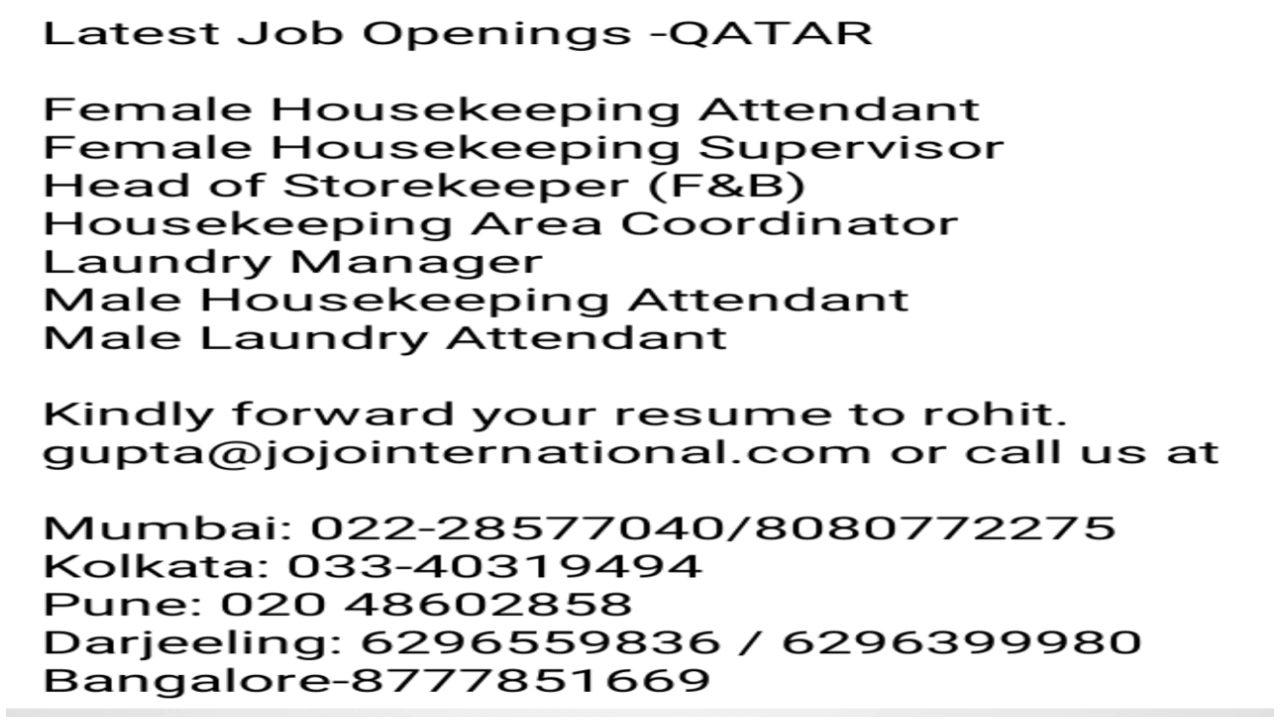 Latest Job Openings -QATAR
Female Housekeeping Attendant
Female Housekeeping Supervisor
Head of Storekeeper (F&B)
Housekeeping Area Coordinator
Laundry Manager
Male Housekeeping Attendant
Male Laundry Attendant
Kindly forward your resume to rohit.
gupta@jojointernational.com or call us at
Mumbai: 022-28577040/8080772275
Kolkata: 033-40319494
Pune: 020 48602858
Darjeeling: 6296559836 / 6296399980
Bangalore-8777851669